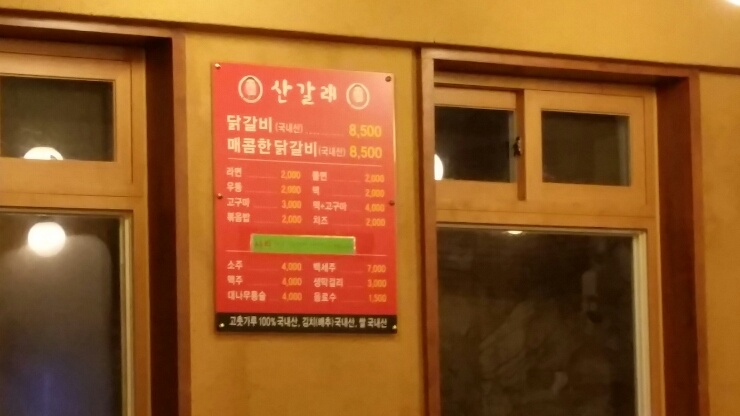 산갈래
닭갈비(국내산) 8,500
매콤한닭갈비(국내산) 8,500
라면 2,000 쫄면 2,000
우동 2,000 떡 2,000
고구마 3,000 떡+고구마 4,000
볶음밥 2,000 치즈 2,000
소주 4,000 백세주 7,000
맥주 4,000 생막걸리 3,000
대나무통술 4,000 음료수 1,500
고춧가루 100%국내산, 김치(배추)국내산, 쌀 국내산